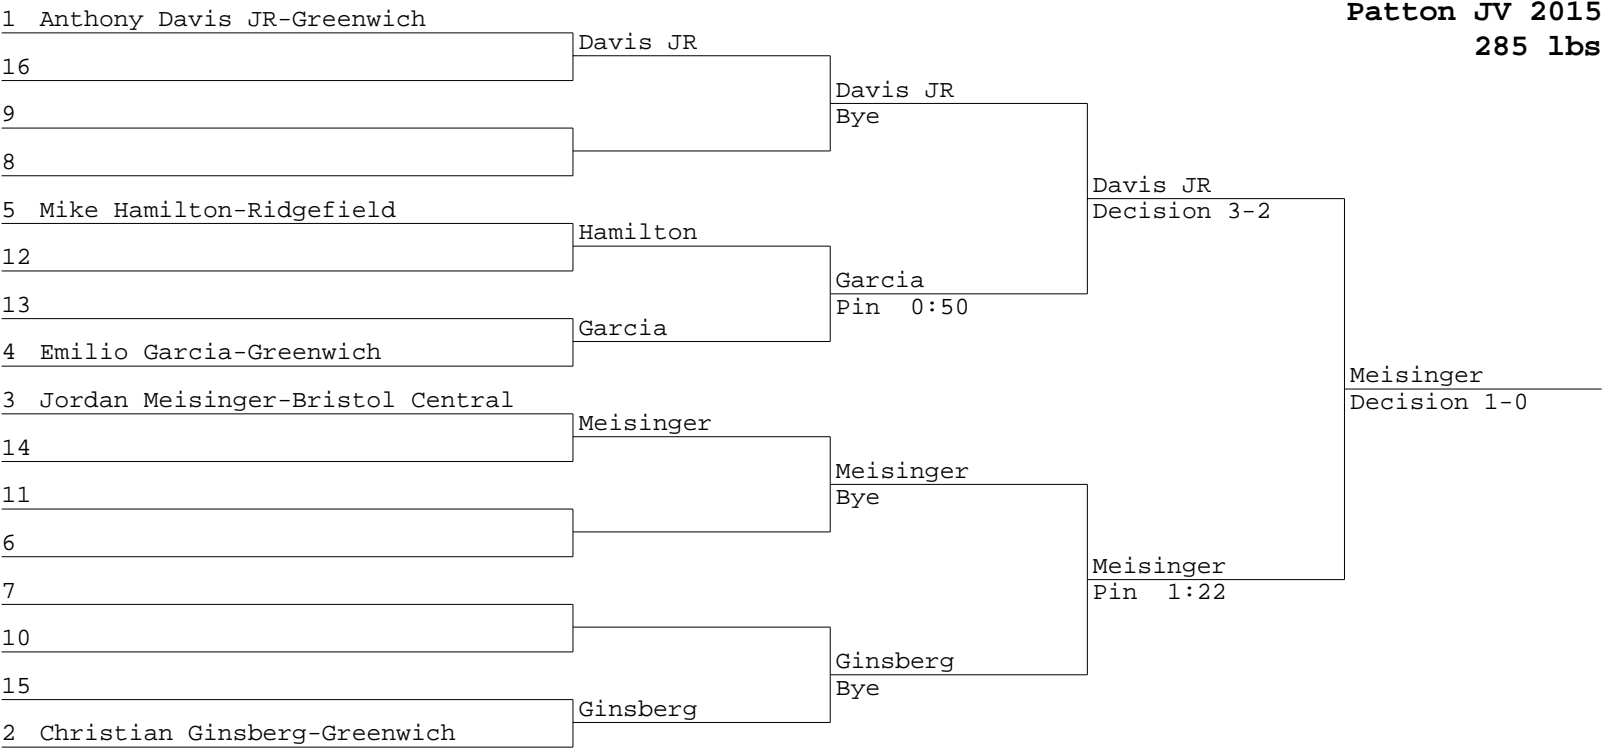 Patton JV 2015
285 lbs
1 Anthony Davis JR-Greenwich
16
9
8
5 Mike Hamilton-Ridgefield
12
13
4 Emilio Garcia-Greenwich
3 Jordan Meisinger-Bristol Central
14
11
6
7
10
15
2 Christian Ginsberg-Greenwich
Davis JR
Hamilton
Garcia
Meisinger
Ginsberg
Davis JR
Bye
Garcia
Pin 0:50
Meisinger
Bye
Ginsberg
Bye
Davis JR
Decision 3-2
Meisinger
Pin 1:22
Meisinger
Decision 1-0